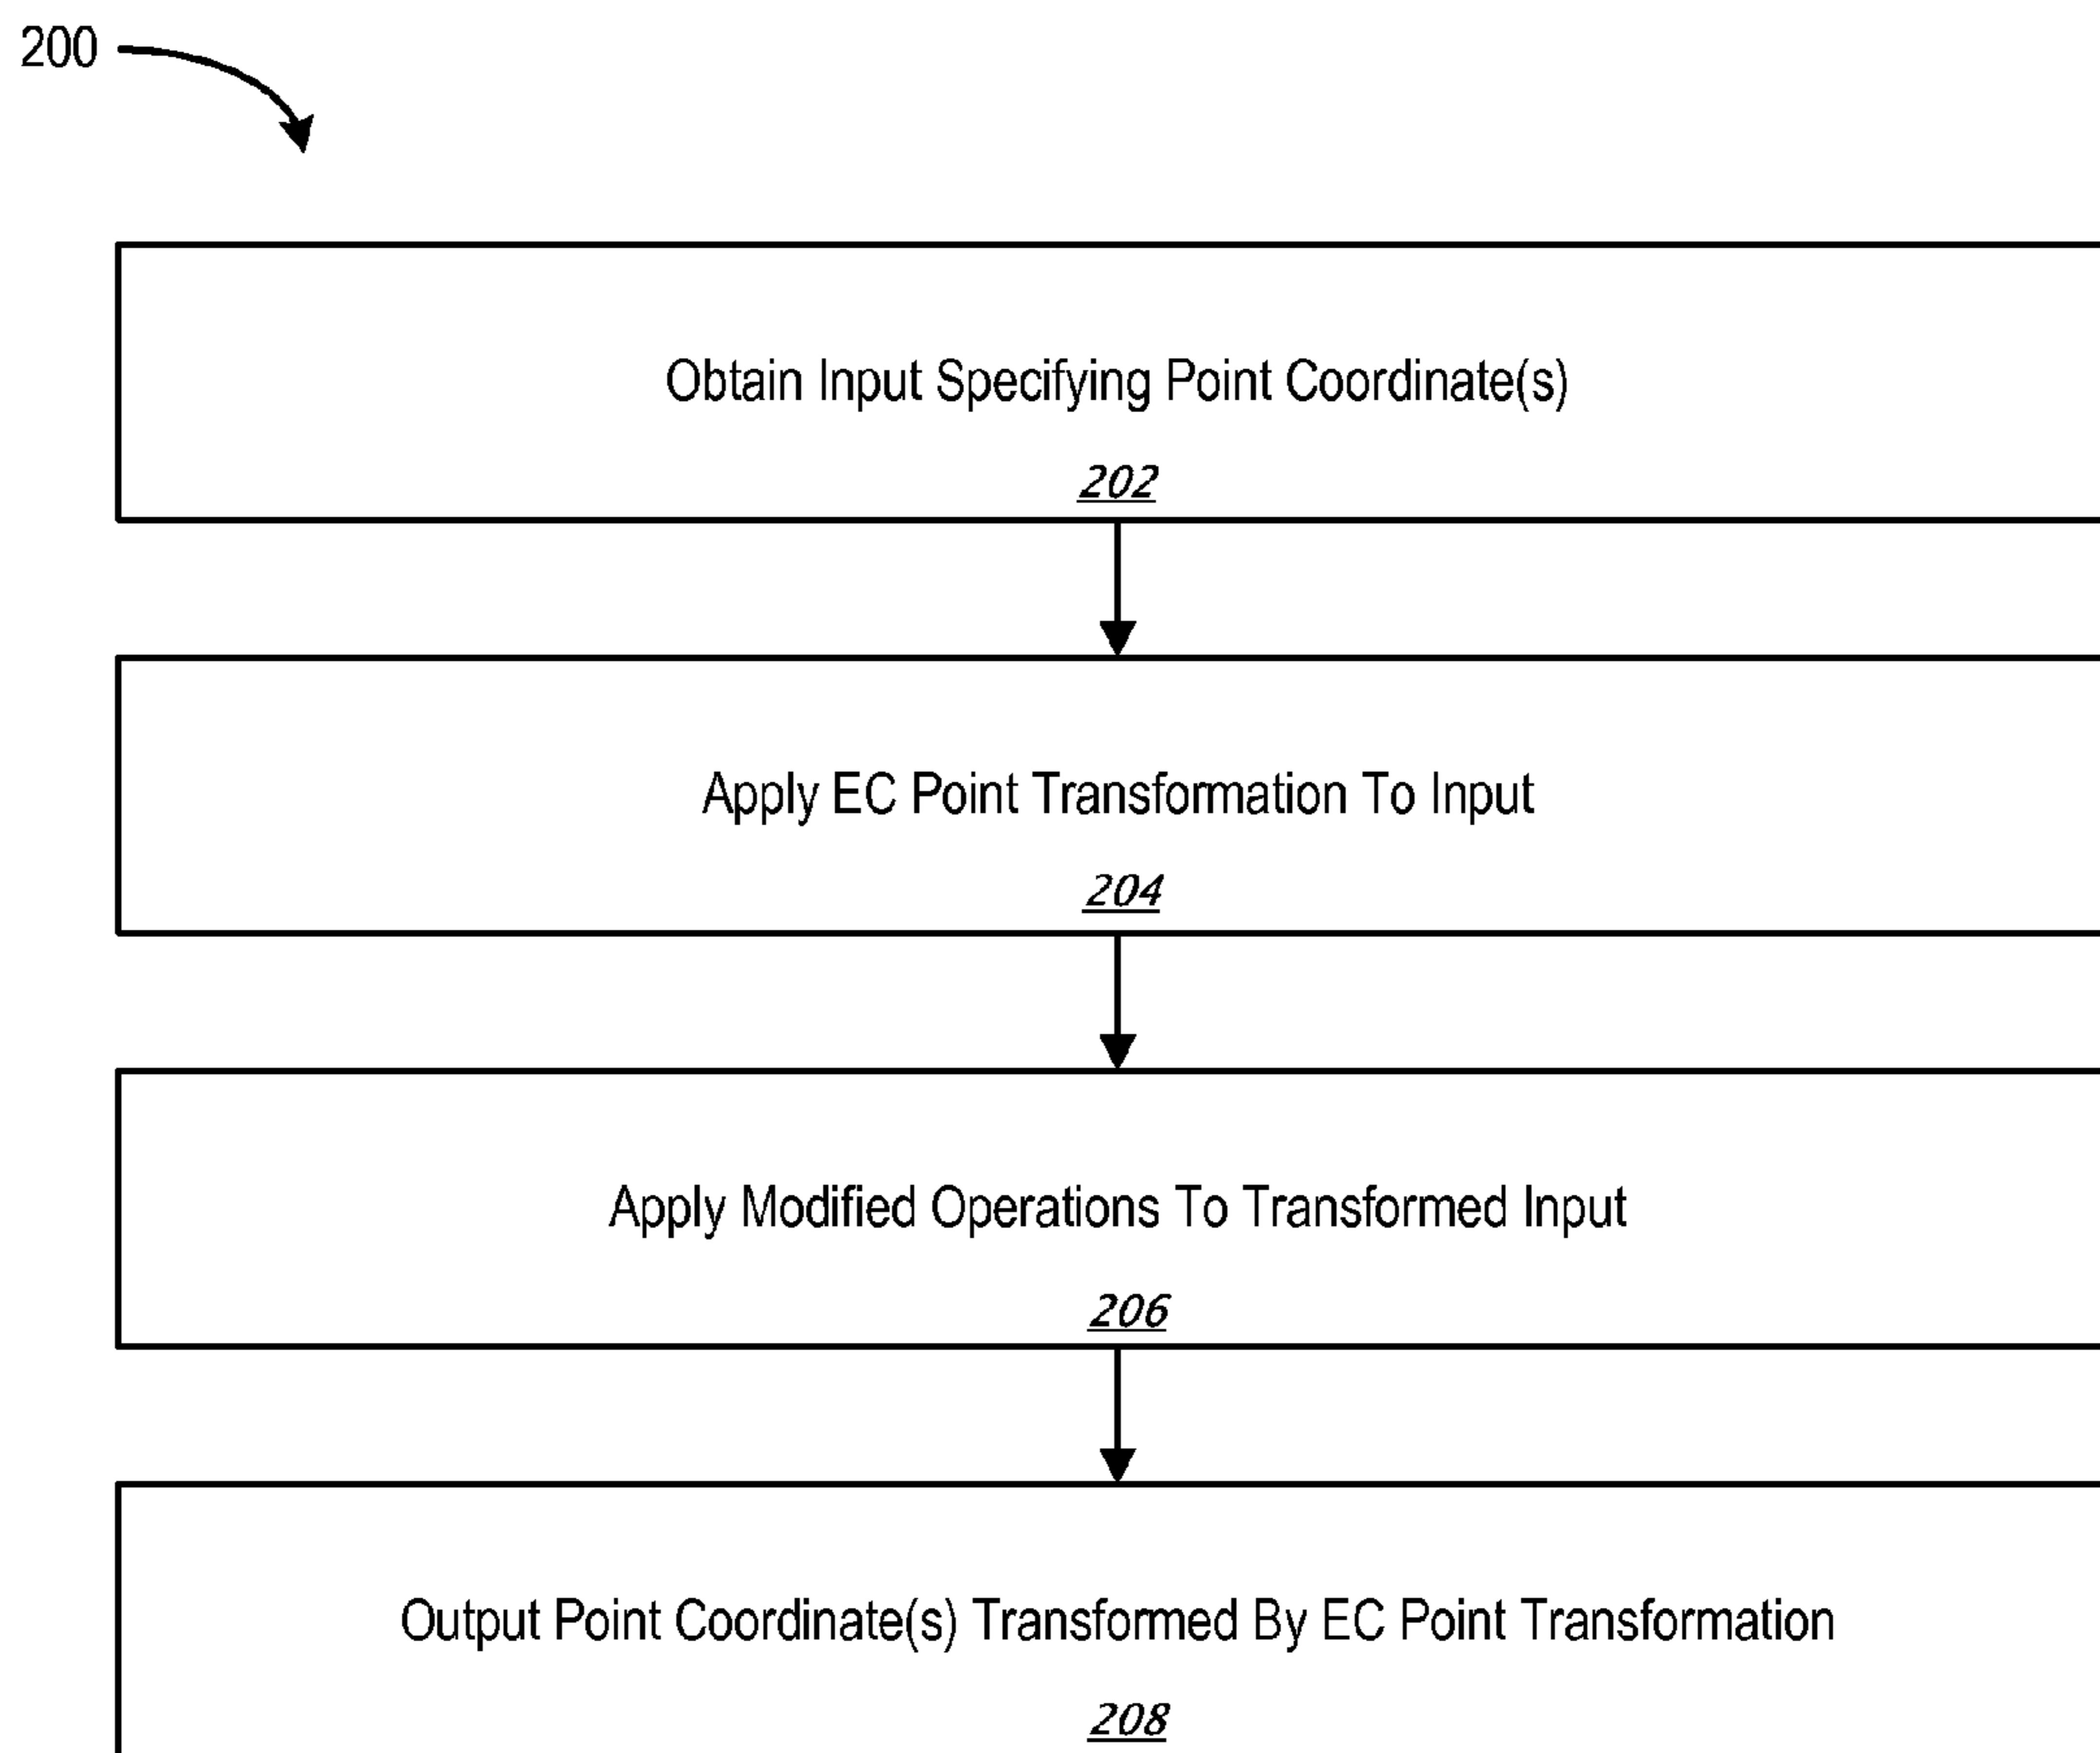 200
Obtain Input Specifying Point Coordinate(s)
202
Apply EC Point Transformation To Input
204
Apply Modified Operations To Transformed Input
206
Output Point Coordinate(s) Transformed By EC Point Transformation
208